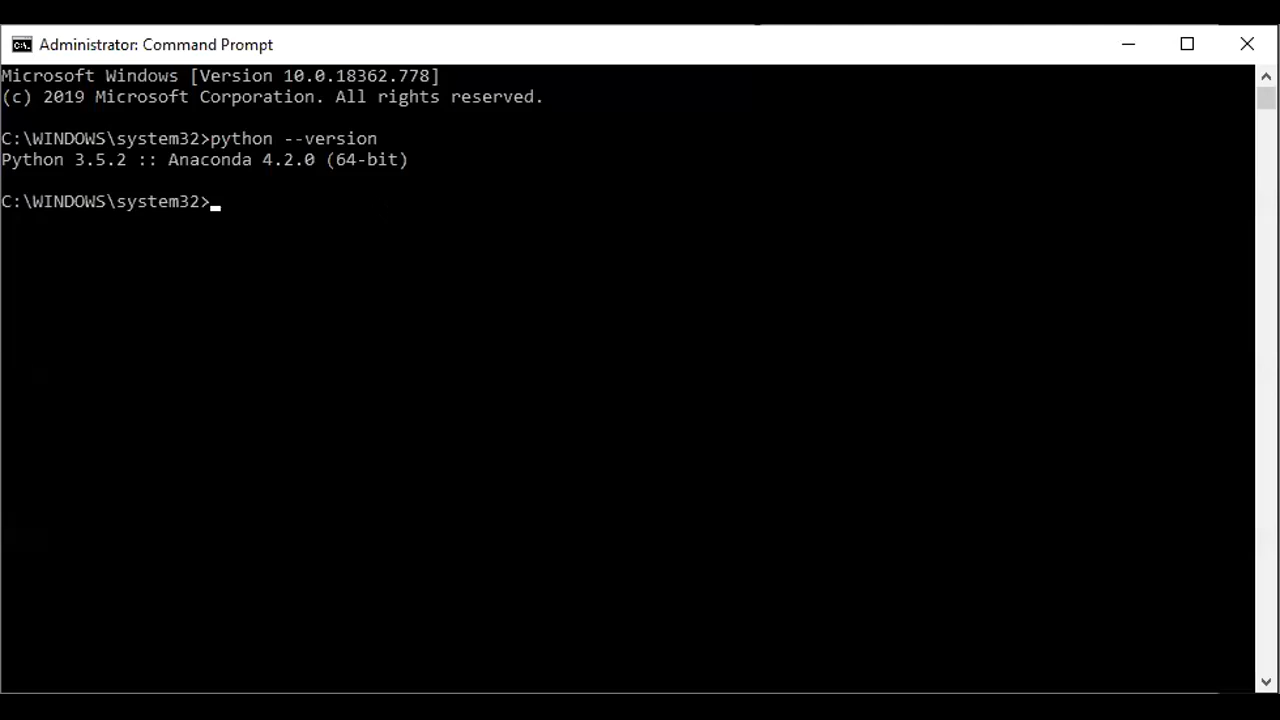 Administrator: Command Prompt
Microsoft Windows [Version 10.0.18362.778]
(c) 2019 Microsoft Corporation. All rights reserved.
C:\WINDOWS\system32>python --version
Python 3.5.2 :: Anaconda 4.2.0 (64-bit)
C:\WINDOWS\system32>